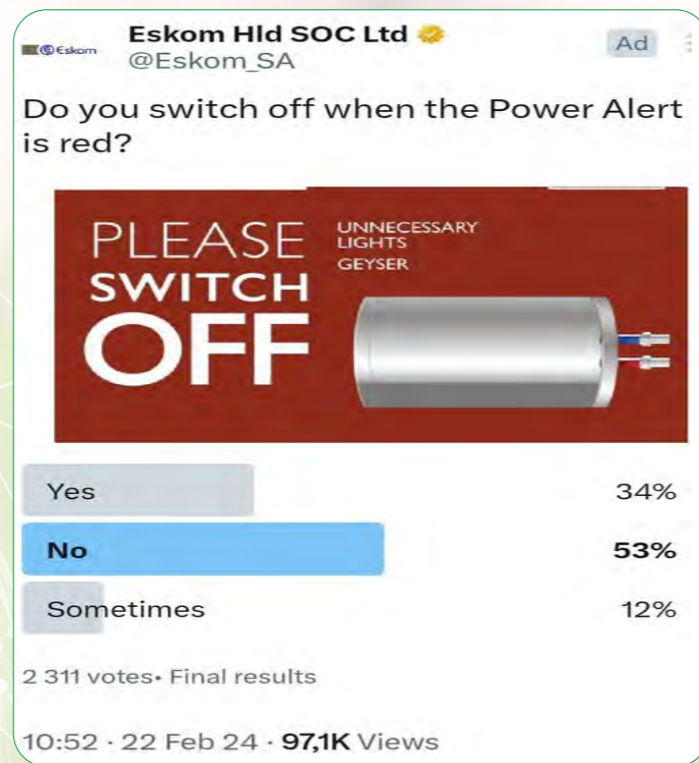 Eskom
Eskom Hld SOC Ltd
@Eskom_SA
Ad
Do you switch off when the Power Alert
is red?
PLEASE
SWITCH
OFF
UNNECESSARY
LIGHTS
GEYSER
Yes 34%
No 53%
Sometimes 12%
2 311 votes• Final results
10:52 · 22 Feb 24 · 97,1K Views